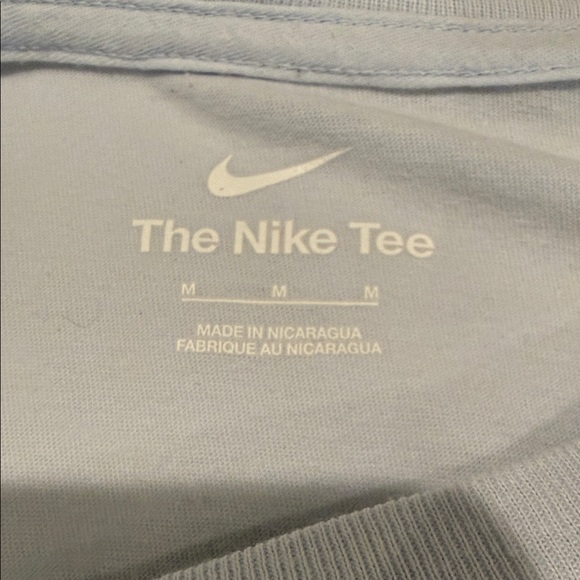 The Nike Tee
M M M
MADE IN NICARAGUA
FABRIQUE AU NICARAGUA